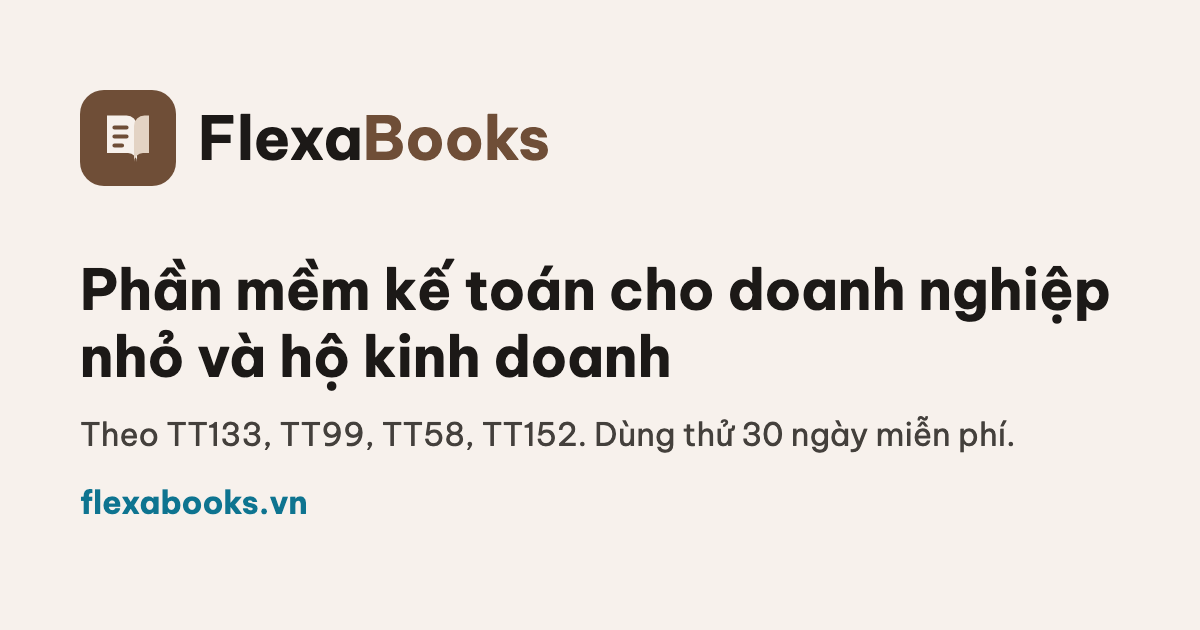 FlexaBooks
Phần mềm kế toán cho doanh nghiệp
nhỏ và hộ kinh doanh
Theo TT133, TT99, TT58, TT152. Dùng thử 30 ngày miễn phí.
flexabooks.vn